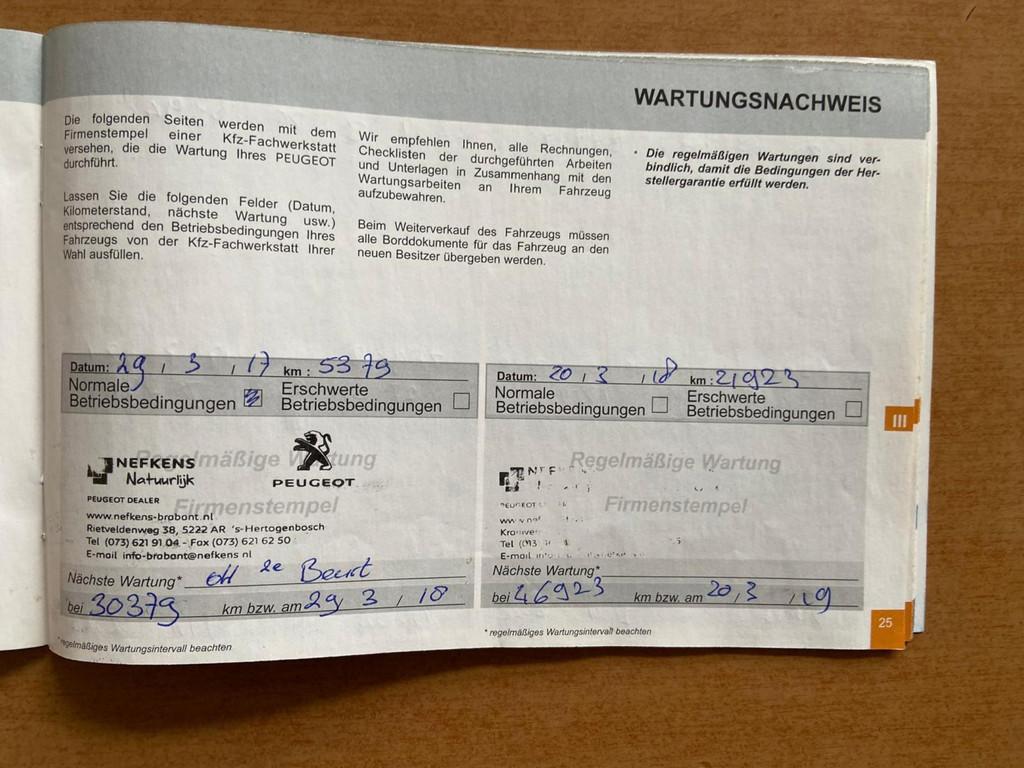 WARTUNGSNACHWEIS
Die folgenden Seiten werden mit dem
Firmenstempel einer Kfz-Fachwerkstatt
versehen, die die Wartung Ihres PEUGEOT
durchführt.
Lassen Sie die folgenden Felder (Datum,
Kilometerstand, nächste Wartung usw.)
entsprechend den Betriebsbedingungen Ihres
Fahrzeugs von der Kfz-Fachwerkstatt Ihrer
Wahl ausfüllen.
Wir empfehlen Ihnen, alle Rechnungen,
Checklisten der durchgeführten Arbeiten
und Unterlagen in Zusammenhang mit den
Wartungsarbeiten an Ihrem Fahrzeug
aufzubewahren.
Beim Weiterverkauf des Fahrzeugs müssen
alle Borddokumente für das Fahrzeug an den
neuen Besitzer übergeben werden.
• Die regelmäßigen Wartungen sind ver-
bindlich, damit die Bedingungen der Her-
stellergarantie erfüllt werden.
Datum: 29 / 3 / 17 km : 5379
Normale
Betriebsbedingungen
Erschwerte
Betriebsbedingungen
Regelmäßige Wartung
NEFKENS
Natuurlijk
PEUGEOT
PEUGEOT DEALER
Firmenstempel
www.nefkens-brabant.nl
Rietveldenweg 38, 5222 AR 's-Hertogenbosch
Tel (073) 621 91 04 - Fax (073) 621 62 50
E-mail info-brabant@nefkens nl
Nächste Wartung* 2e Beurt
bei 30379 km bzw. am 29 / 3 / 18
* regelmäßiges Wartungsintervall beachten
Datum: 20 / 3 / 18 km : 21923
Normale
Betriebsbedingungen
Erschwerte
Betriebsbedingungen
Regelmäßige Wartung
Firmenstempel
PEUGEOT
Tel
E-mail
Nächste Wartung*
bei 46923 km bzw. am 20 / 3 / 19
* regelmäßiges Wartungsintervall beachten
III
25